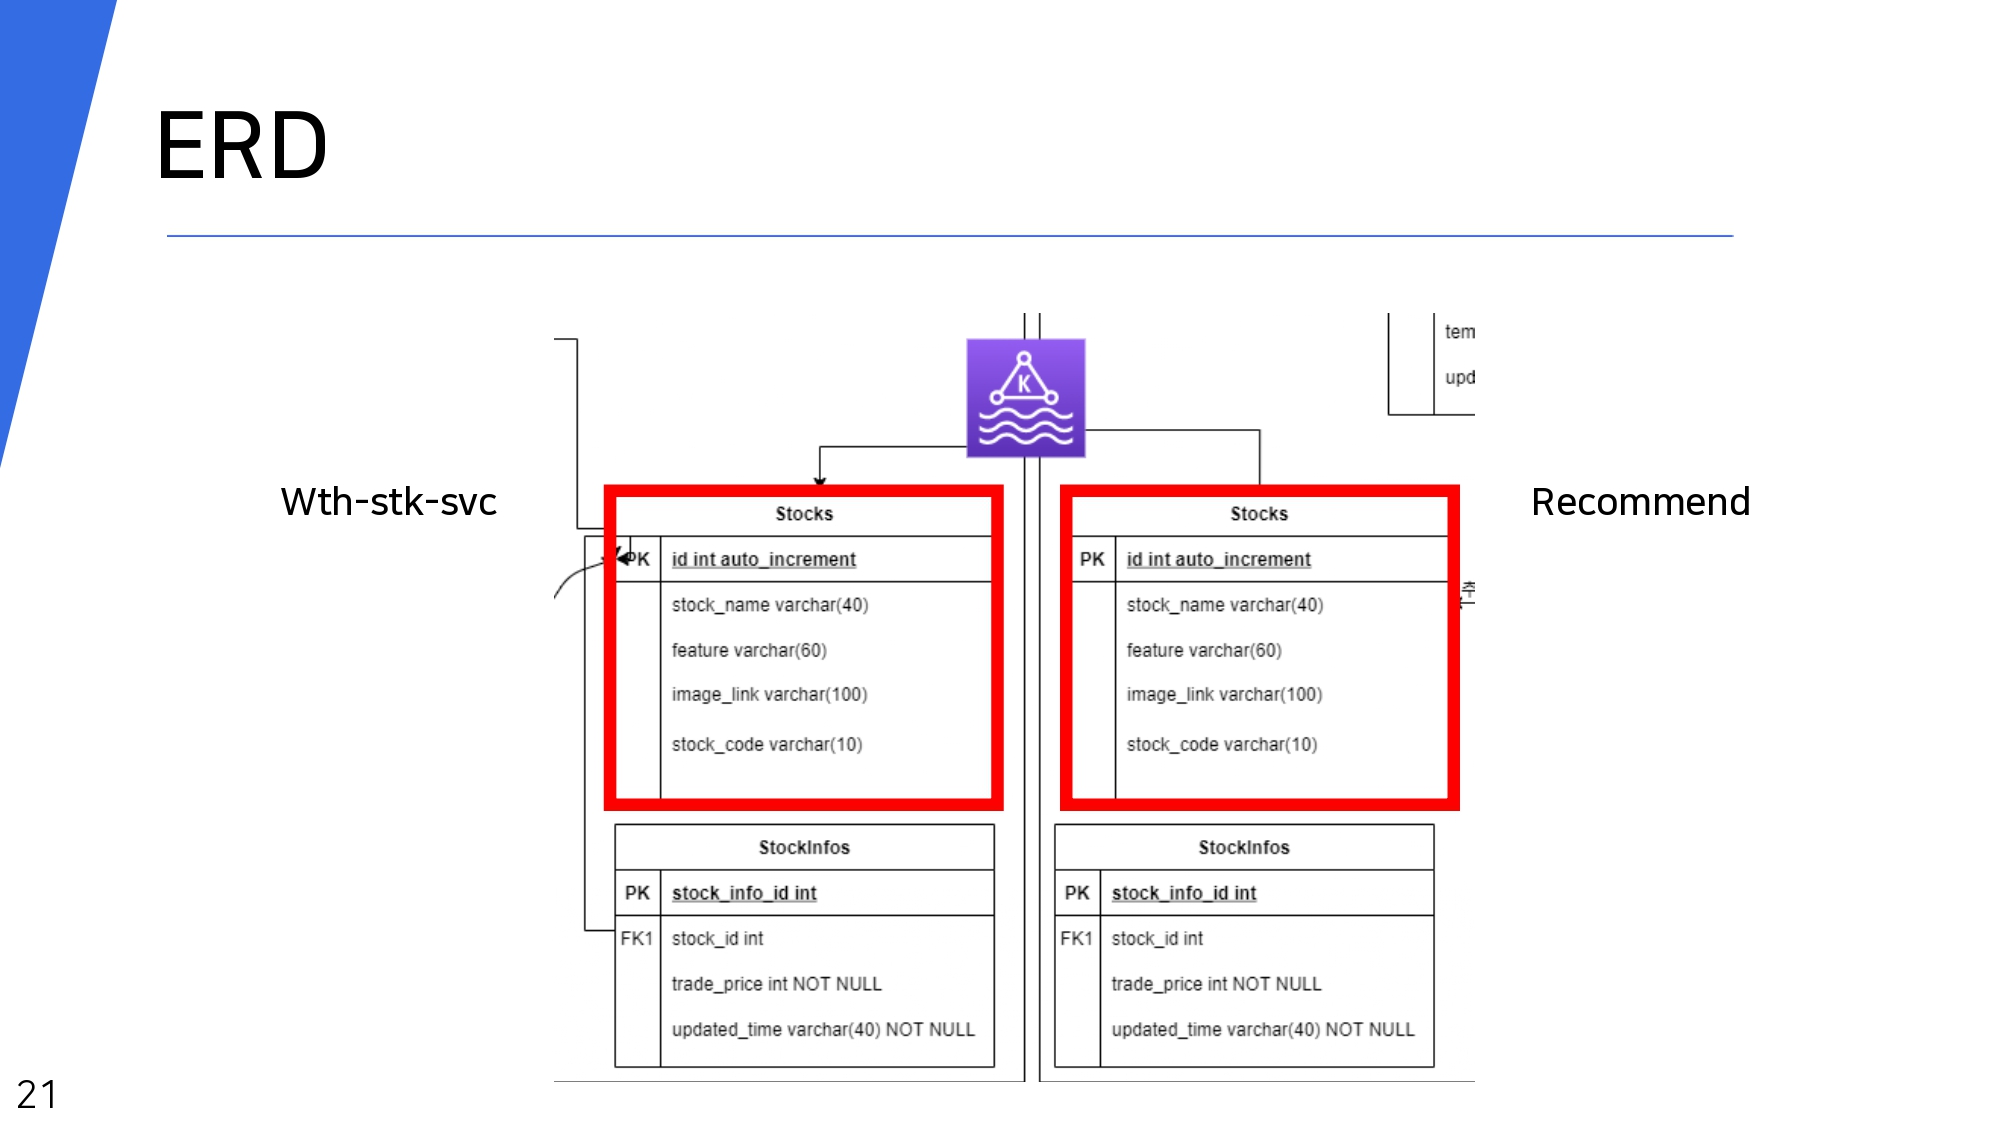 ERD
tem
upd
K
Wth-stk-svc
Recommend
Stocks
PK id int auto_increment
stock_name varchar(40)
feature varchar(60)
image_link varchar(100)
stock_code varchar(10)
Stocks
PK id int auto_increment
stock_name varchar(40)
feature varchar(60)
image_link varchar(100)
stock_code varchar(10)
StockInfos
PK stock_info_id int
FK1 stock_id int
trade_price int NOT NULL
updated_time varchar(40) NOT NULL
StockInfos
PK stock_info_id int
FK1 stock_id int
trade_price int NOT NULL
updated_time varchar(40) NOT NULL
21